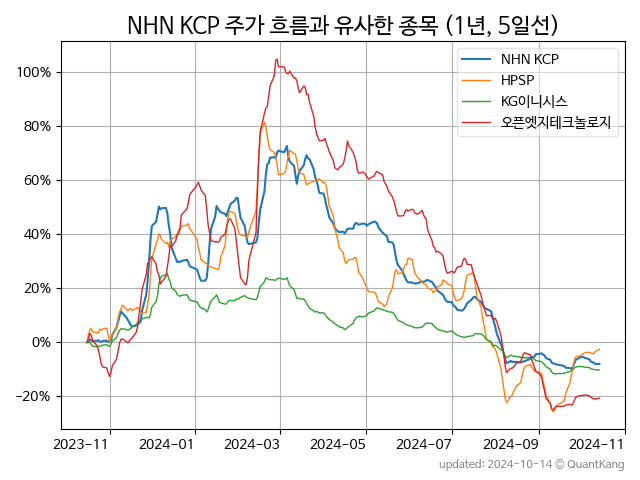 NHN KCP 주가 흐름과 유사한 종목 (1년, 5일선)
NHN KCP
HPSP
KG이니시스
오픈엣지테크놀로지
100%
80%
60%
40%
20%
0%
−20%
2023-11 2024-01 2024-03 2024-05 2024-07 2024-09 2024-11
updated: 2024-10-14 © QuantKang